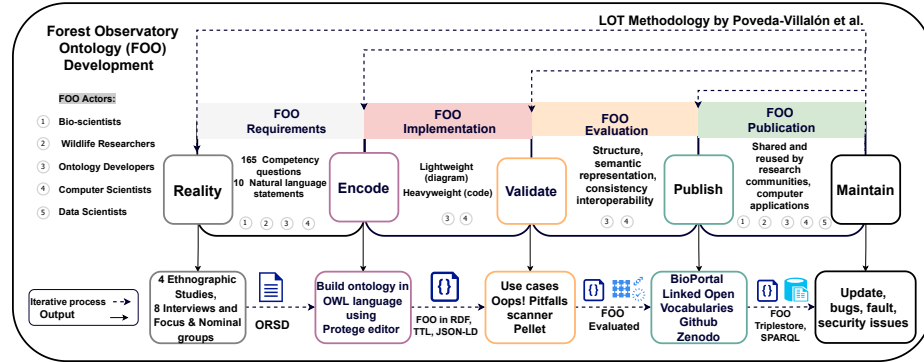 Forest Observatory
Ontology (FOO)
Development
LOT Methodology by Poveda-Villalón et al.
FOO Actors:
1 Bio-scientists
2 Wildlife Researchers
3 Ontology Developers
4 Computer Scientists
5 Data Scientists
FOO
Requirements
FOO
Implementation
FOO
Evaluation
FOO
Publication
Reality
165 Competency
questions
10 Natural language
statements
1 2 3 4
Encode
Lightweight
(diagram)
Heavyweight (code)
3 4
Validate
Structure,
semantic
representation,
consistency
interoperability
3 4
Publish
Shared and
reused by
research
communities,
computer
applications
1 2 3 4 5
Maintain
Iterative process
Output
4 Ethnographic
Studies,
8 Interviews and
Focus & Nominal
groups
ORSD
Build ontology in
OWL language
using
Protege editor
FOO in RDF,
TTL, JSON-LD
Use cases
Oops! Pitfalls
scanner
Pellet
FOO
Evaluated
BioPortal
Linked Open
Vocabularies
Github
Zenodo
FOO
Triplestore,
SPARQL
Update,
bugs, fault,
security issues